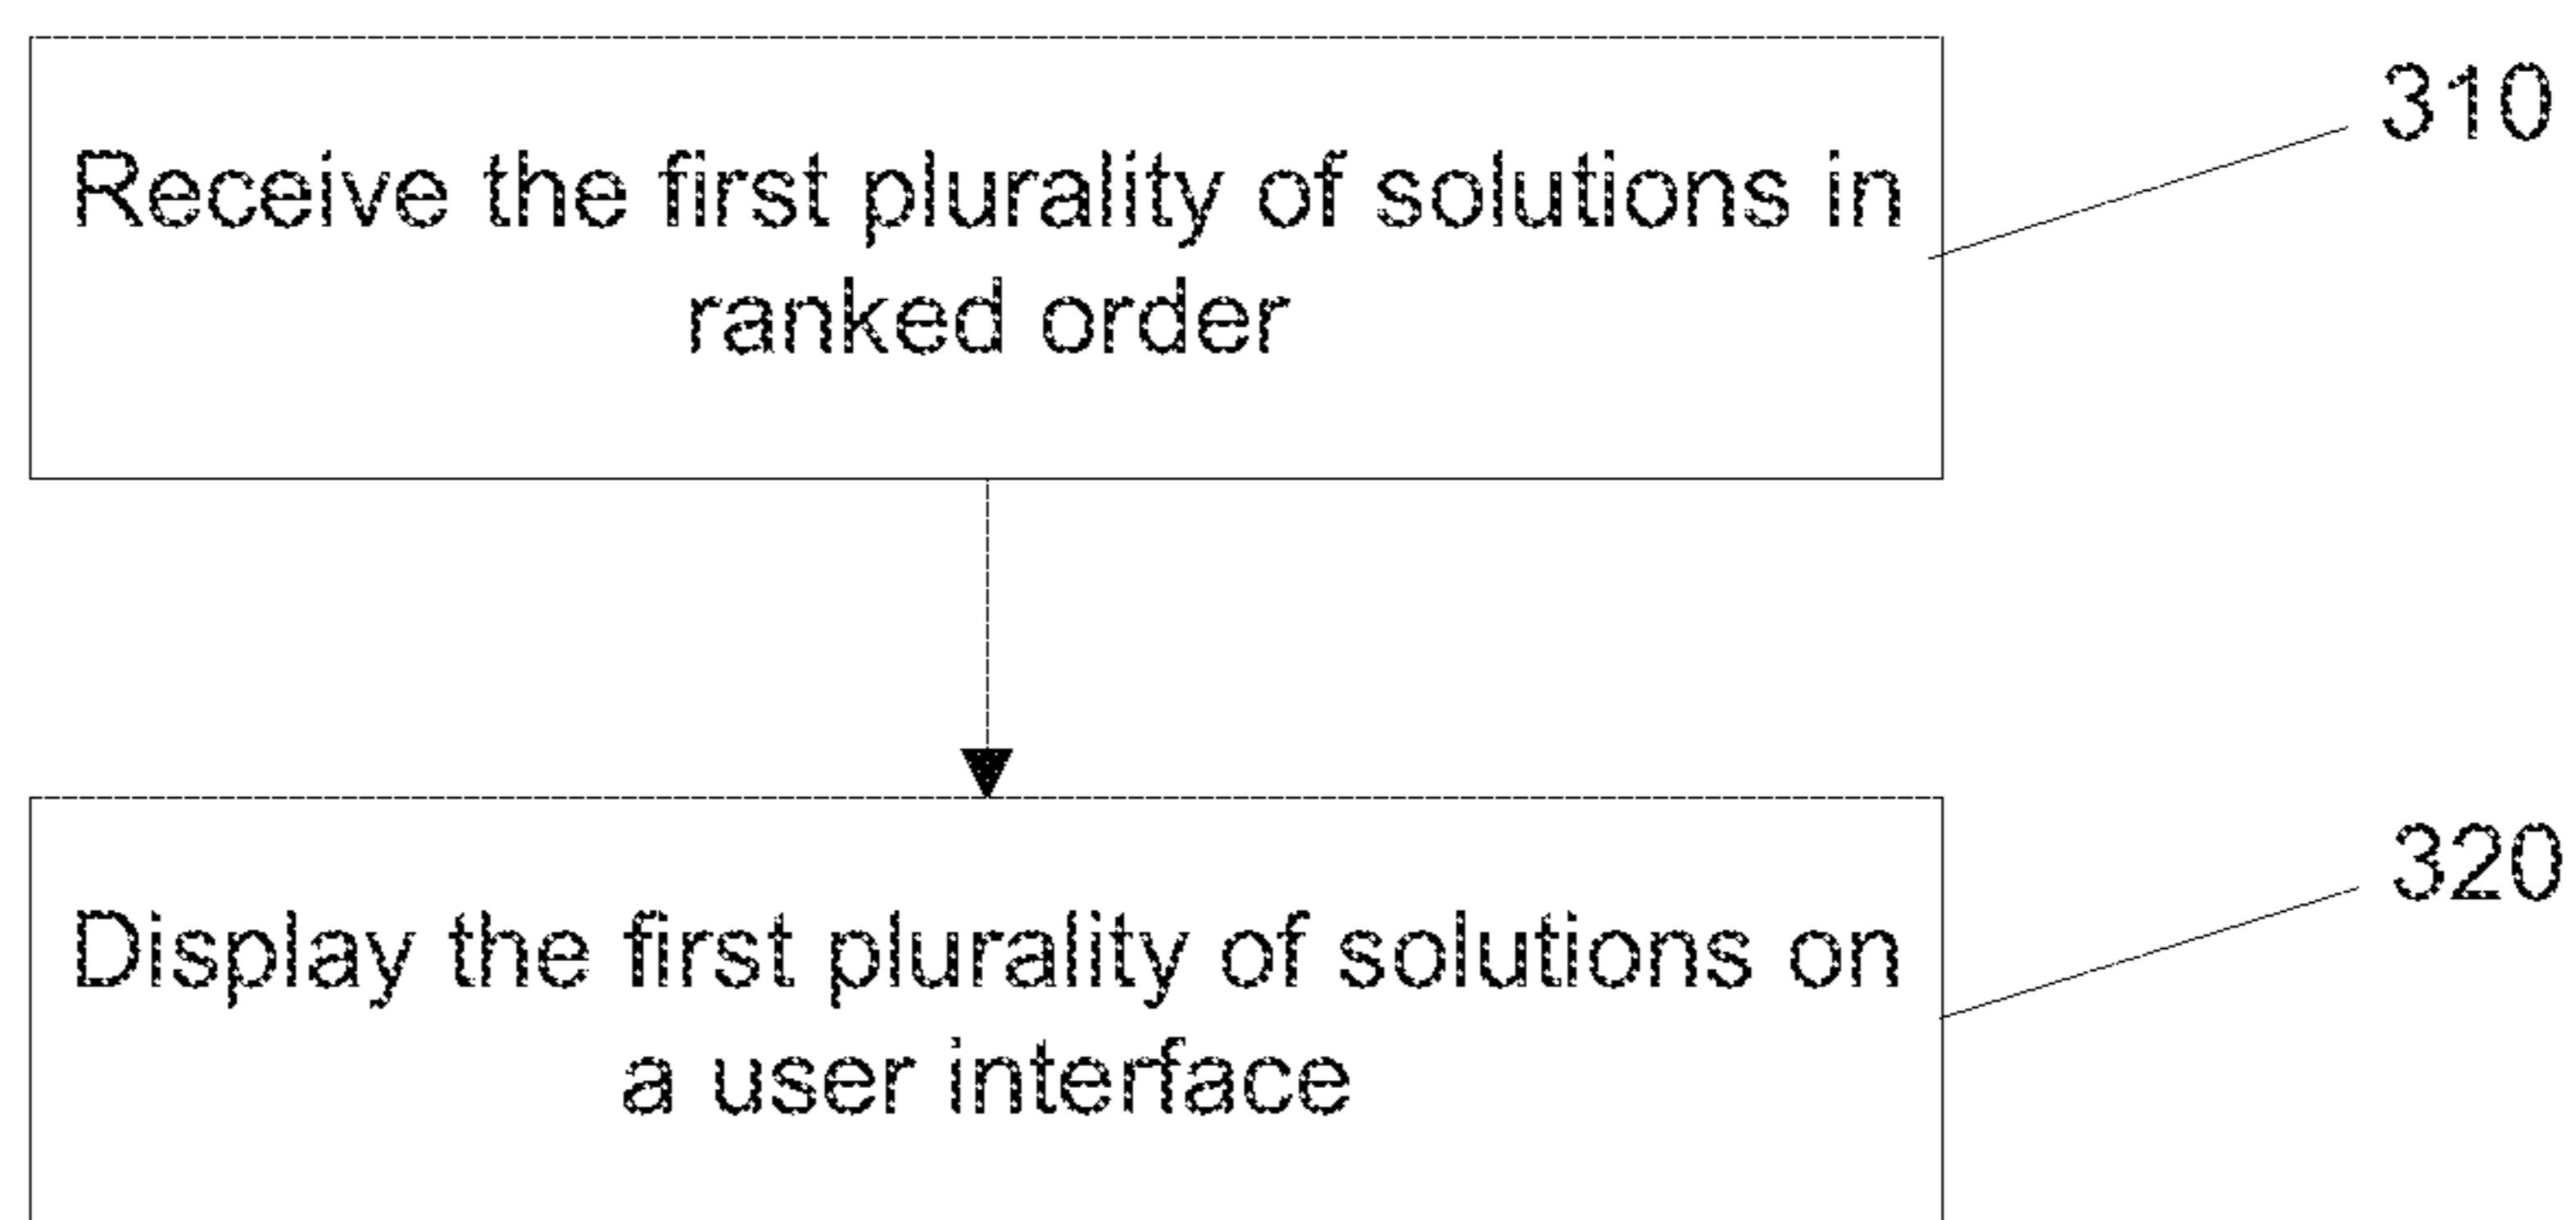 310
Receive the first plurality of solutions in
ranked order
320
Display the first plurality of solutions on
a user interface